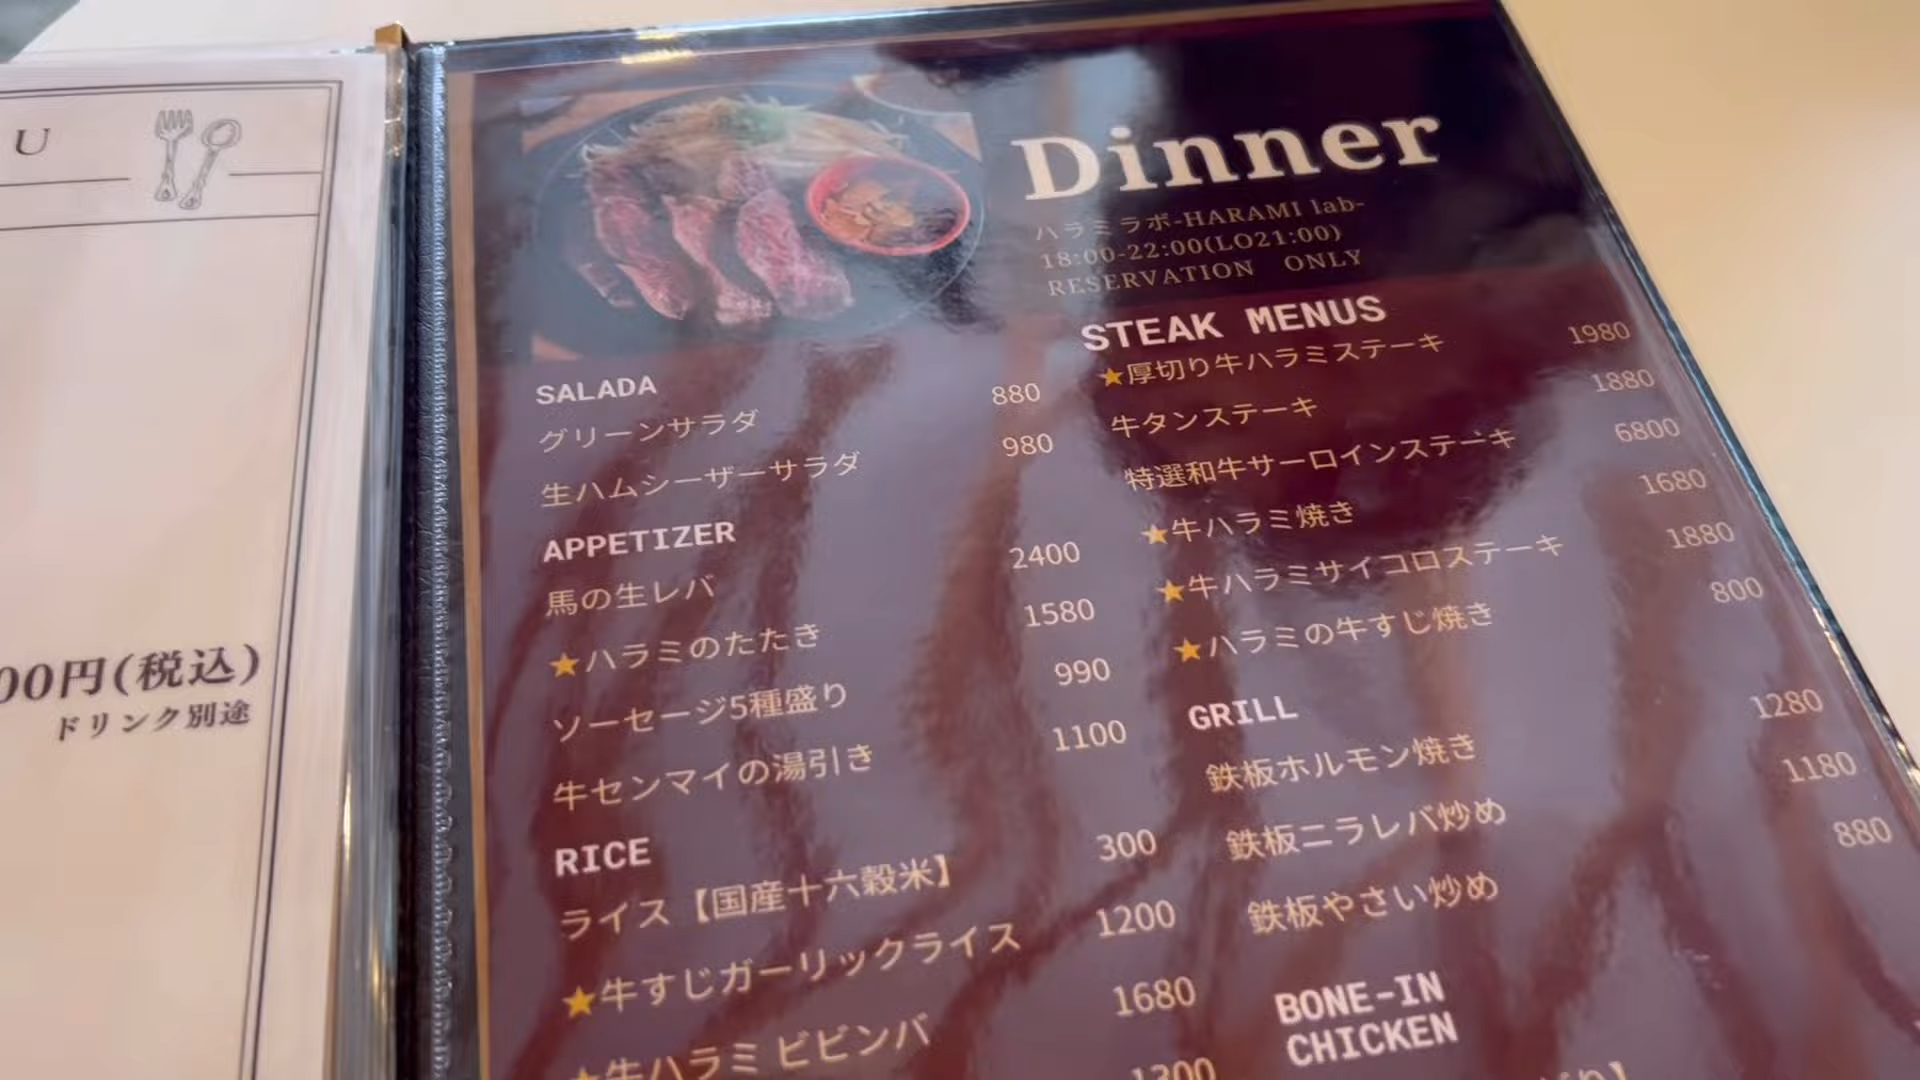 U
00円(税込)
ドリンク別途
Dinner
ハラミラボ-HARAMI lab-
18:00-22:00(LO21:00)
RESERVATION ONLY
SALADA
グリーンサラダ 880
生ハムシーザーサラダ 980
APPETIZER
馬の生レバ 2400
★ハラミのたたき 1580
ソーセージ5種盛り 990
牛センマイの湯引き 1100
RICE
ライス【国産十六穀米】 300
★牛すじガーリックライス 1200
★牛ハラミ ビビンバ 1680
1300
STEAK MENUS
★厚切り牛ハラミステーキ 1980
牛タンステーキ 1880
特選和牛サーロインステーキ 6800
★牛ハラミ焼き 1680
★牛ハラミサイコロステーキ 1880
★ハラミの牛すじ焼き 800
GRILL
鉄板ホルモン焼き 1280
鉄板ニラレバ炒め 1180
鉄板やさい炒め 880
BONE-IN
CHICKEN